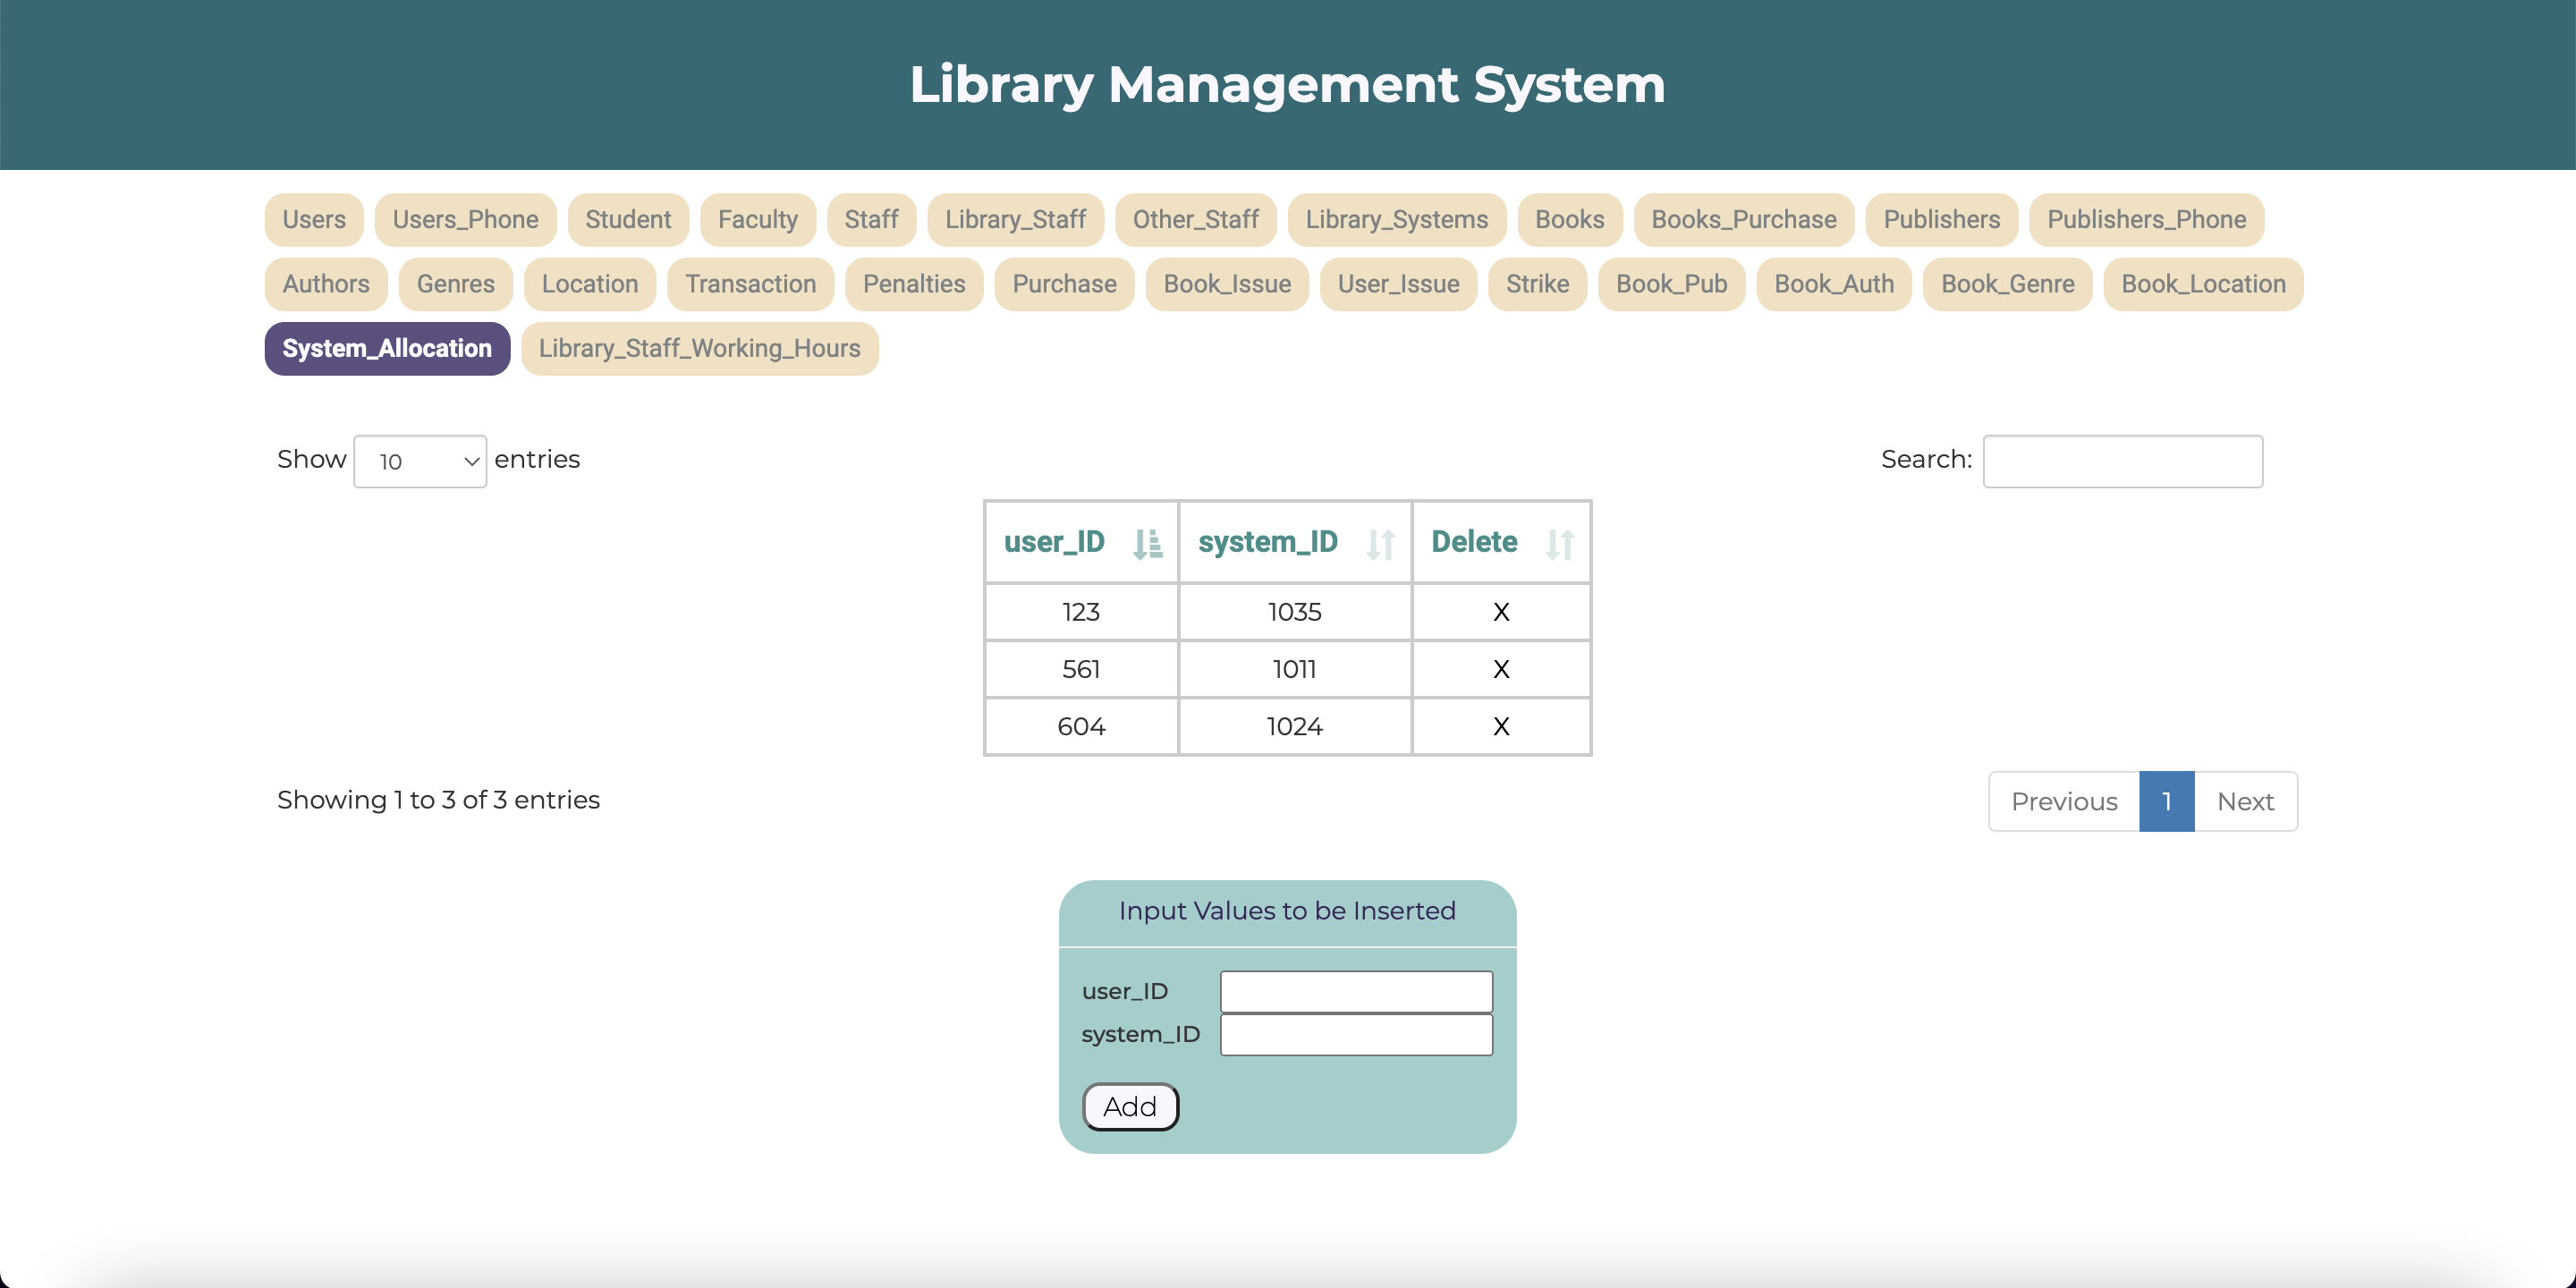 Library Management System
Users Users_Phone Student Faculty Staff Library_Staff Other_Staff Library_Systems Books Books_Purchase Publishers Publishers_Phone
Authors Genres Location Transaction Penalties Purchase Book_Issue User_Issue Strike Book_Pub Book_Auth Book_Genre Book_Location
System_Allocation Library_Staff_Working_Hours
Show 10 entries Search:
user_ID system_ID Delete
123 1035 X
561 1011 X
604 1024 X
Showing 1 to 3 of 3 entries Previous 1 Next
Input Values to be Inserted
user_ID
system_ID
Add